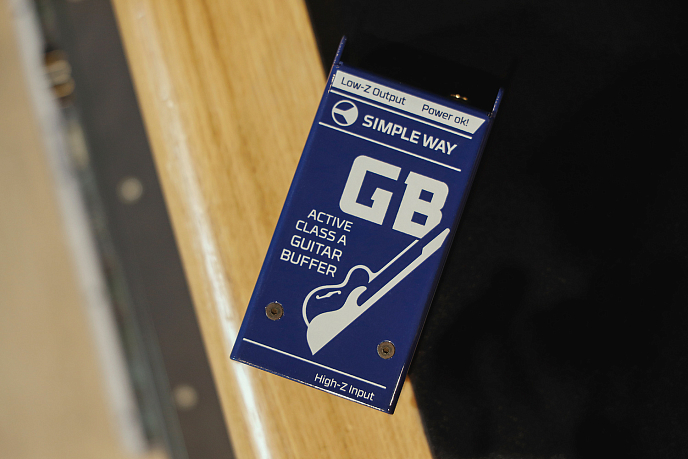 Low-Z Output Power ok!
SIMPLE WAY
GB
ACTIVE
CLASS A
GUITAR
BUFFER
High-Z Input